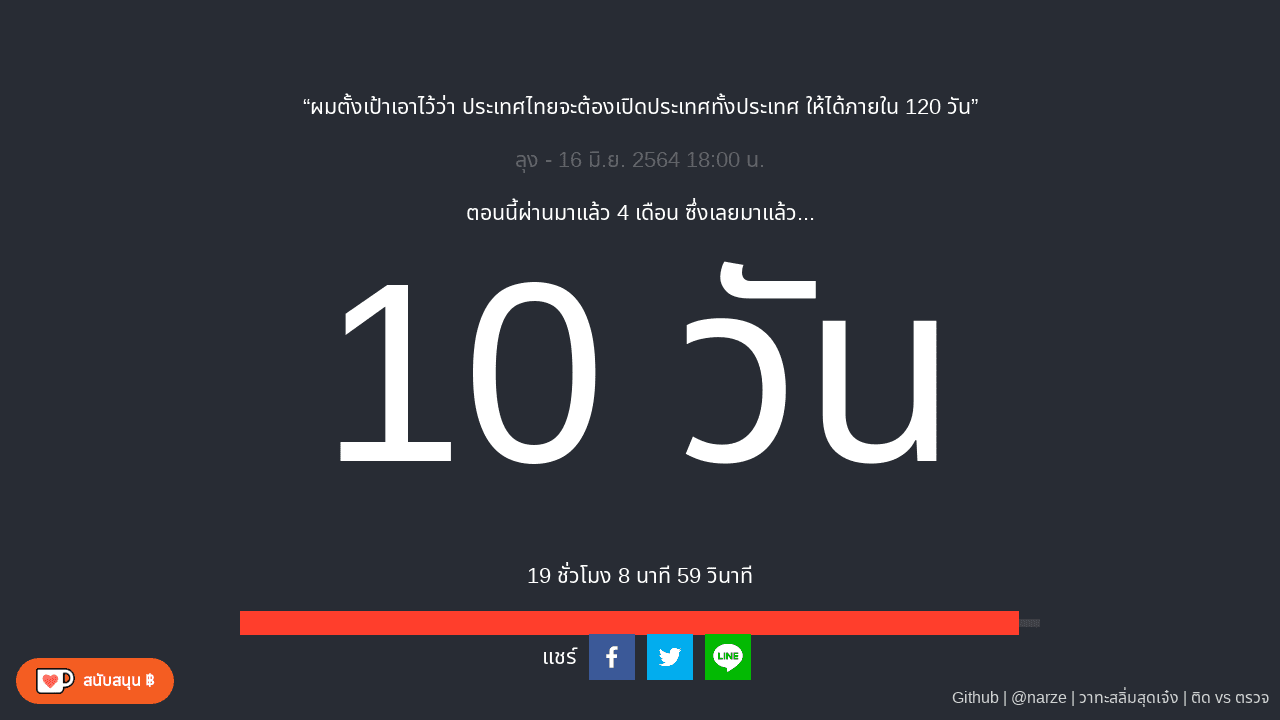 “ผมตั้งเป้าเอาไว้ว่า ประเทศไทยจะต้องเปิดประเทศทั้งประเทศ ให้ได้ภายใน 120 วัน”
ลุง - 16 มิ.ย. 2564 18:00 น.
ตอนนี้ผ่านมาแล้ว 4 เดือน ซึ่งเลยมาแล้ว...
10 วัน
19 ชั่วโมง 8 นาที 59 วินาที
แชร์
LINE
สนับสนุน ฿
Github | @narze | วาทะสลิ่มสุดเจ๋ง | ติด vs ตรวจ